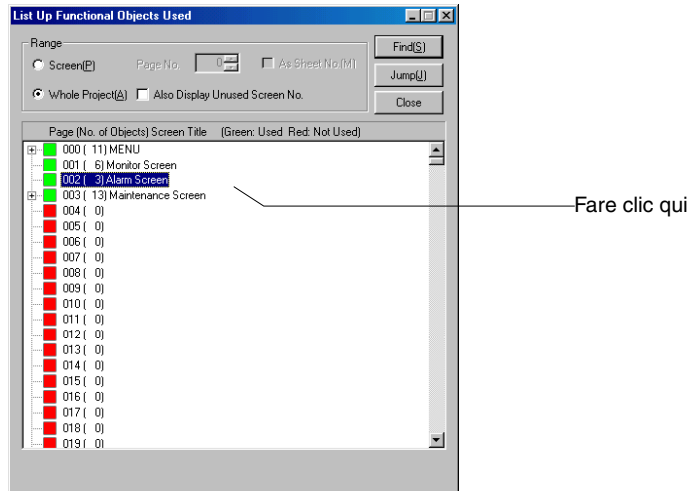 List Up Functional Objects Used
Range
Screen(P) Page No. 0 As Sheet No (M)
Whole Project(A) Also Display Unused Screen No.
Find(S)
Jump(J)
Close
Page (No. of Objects) Screen Title (Green: Used Red: Not Used)
000 ( 11) MENU
001 ( 6) Monitor Screen
002 ( 3) Alarm Screen
003 ( 13) Maintenance Screen
004 ( 0)
005 ( 0)
006 ( 0)
007 ( 0)
008 ( 0)
009 ( 0)
010 ( 0)
011 ( 0)
012 ( 0)
013 ( 0)
014 ( 0)
015 ( 0)
016 ( 0)
017 ( 0)
018 ( 0)
019 ( 0)
Fare clic qui